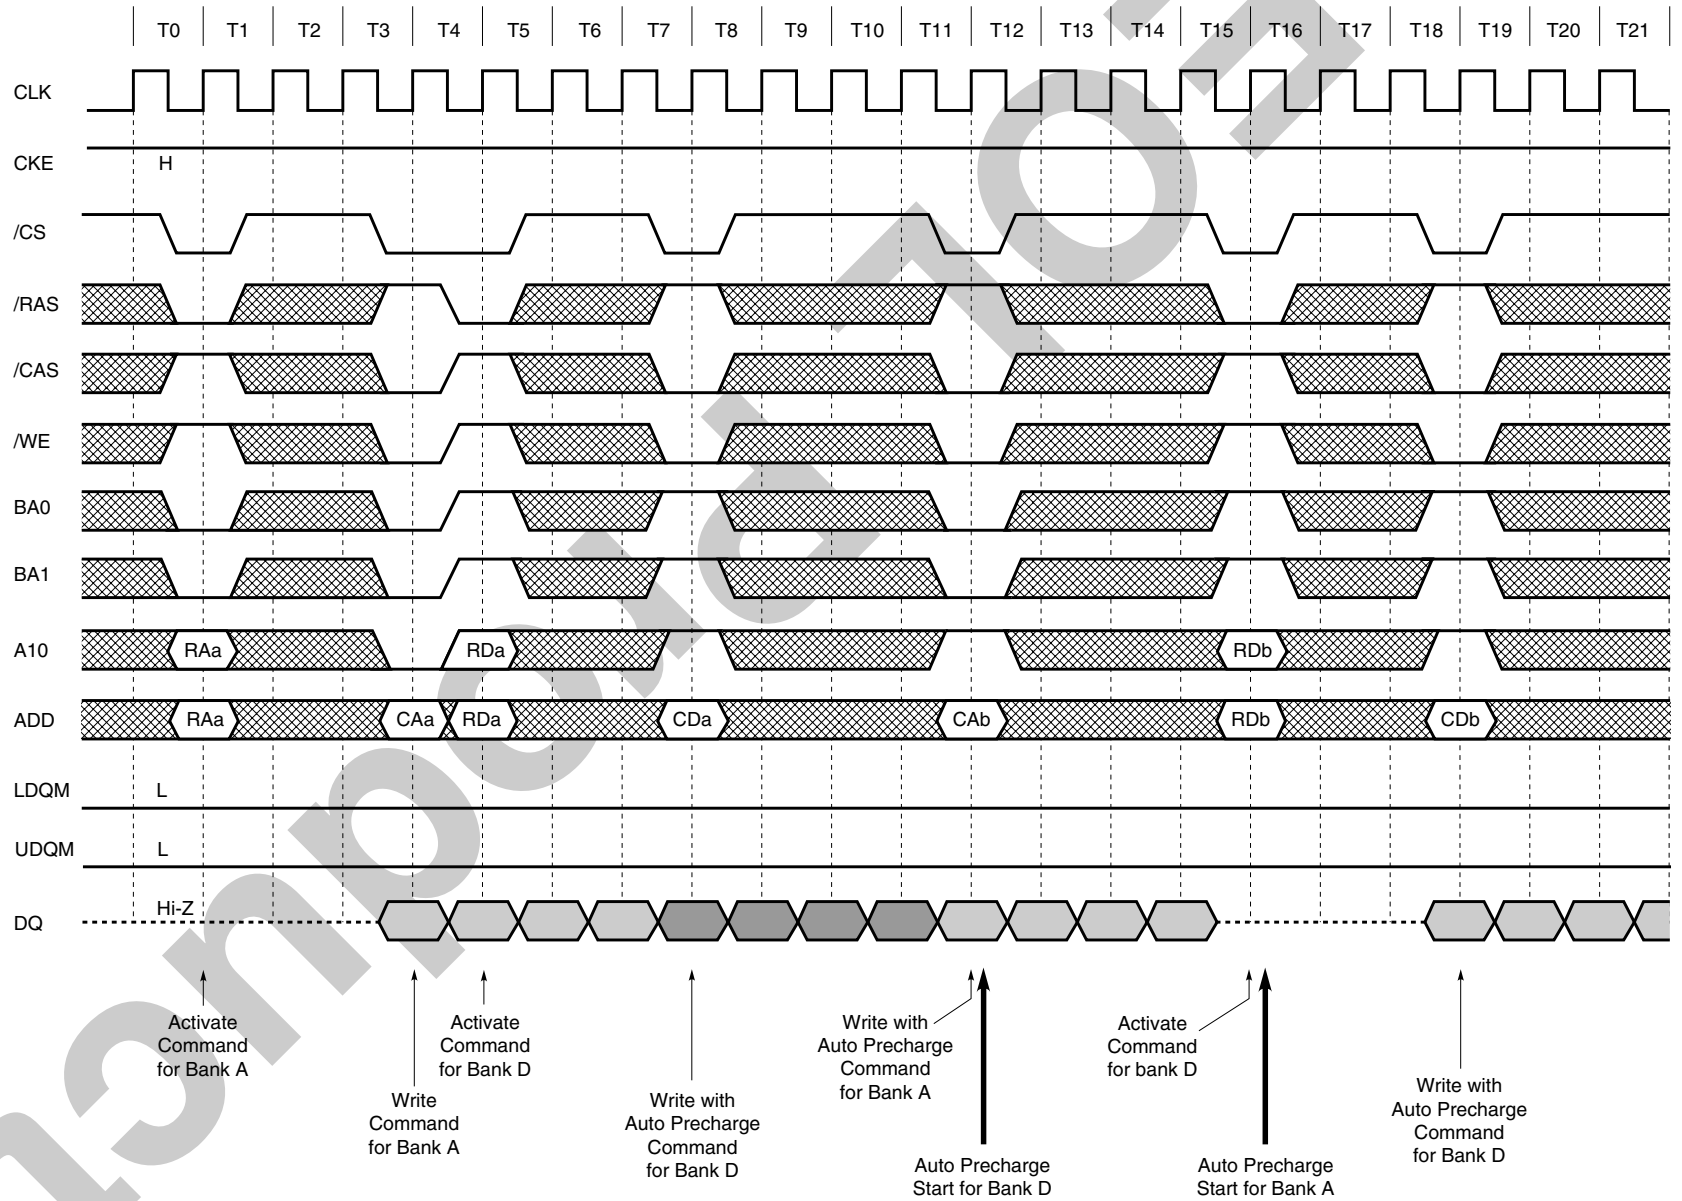 T0 T1 T2 T3 T4 T5 T6 T7 T8 T9 T10 T11 T12 T13 T14 T15 T16 T17 T18 T19 T20 T21
CLK
CKE H
/CS
/RAS
/CAS
/WE
BA0
BA1
A10 RAa RDa RDb
ADD RAa CAa RDa CDa CAb RDb CDb
LDQM L
UDQM L
DQ Hi-Z
Activate
Command
for Bank A
Write
Command
for Bank A
Activate
Command
for Bank D
Write with
Auto Precharge
Command
for Bank D
Write with
Auto Precharge
Command
for Bank A
Auto Precharge
Start for Bank D
Activate
Command
for bank D
Auto Precharge
Start for Bank A
Write with
Auto Precharge
Command
for Bank D
EOL Product